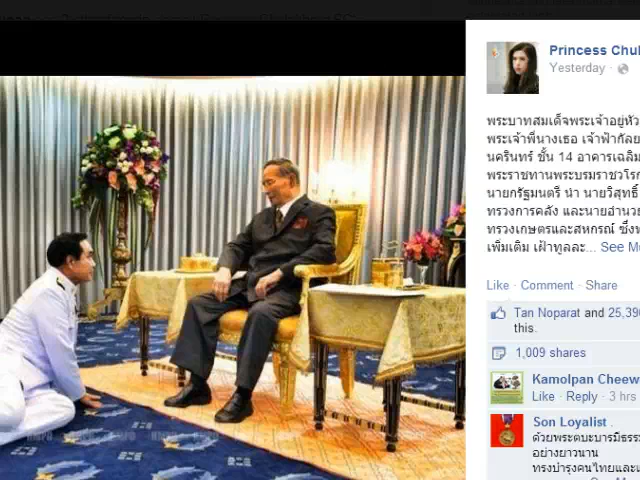 Princess Chul
Yesterday ·
พระบาทสมเด็จพระเจ้าอยู่หัว
พระเจ้าพี่นางเธอ เจ้าฟ้ากัลย
นครินทร์ ชั้น 14 อาคารเฉลิม
พระราชทานพระบรมราชวโรก
นายกรัฐมนตรี นำ นายวิสุทธิ์
ทรวงการคลัง และนายอำนวย
ทรวงเกษตรและสหกรณ์ ซึ่งท
เพิ่มเติม เฝ้าทูลละ... See Mo
Like · Comment · Share
Tan Noparat and 25,390
this.
1,009 shares
Kamolpan Cheewa
Like · Reply · 3 hrs
Son Loyalist .
ด้วยพระตบะบารมีธรร
อย่างยาวนาน
ทรงบำรุงคนไทยและ